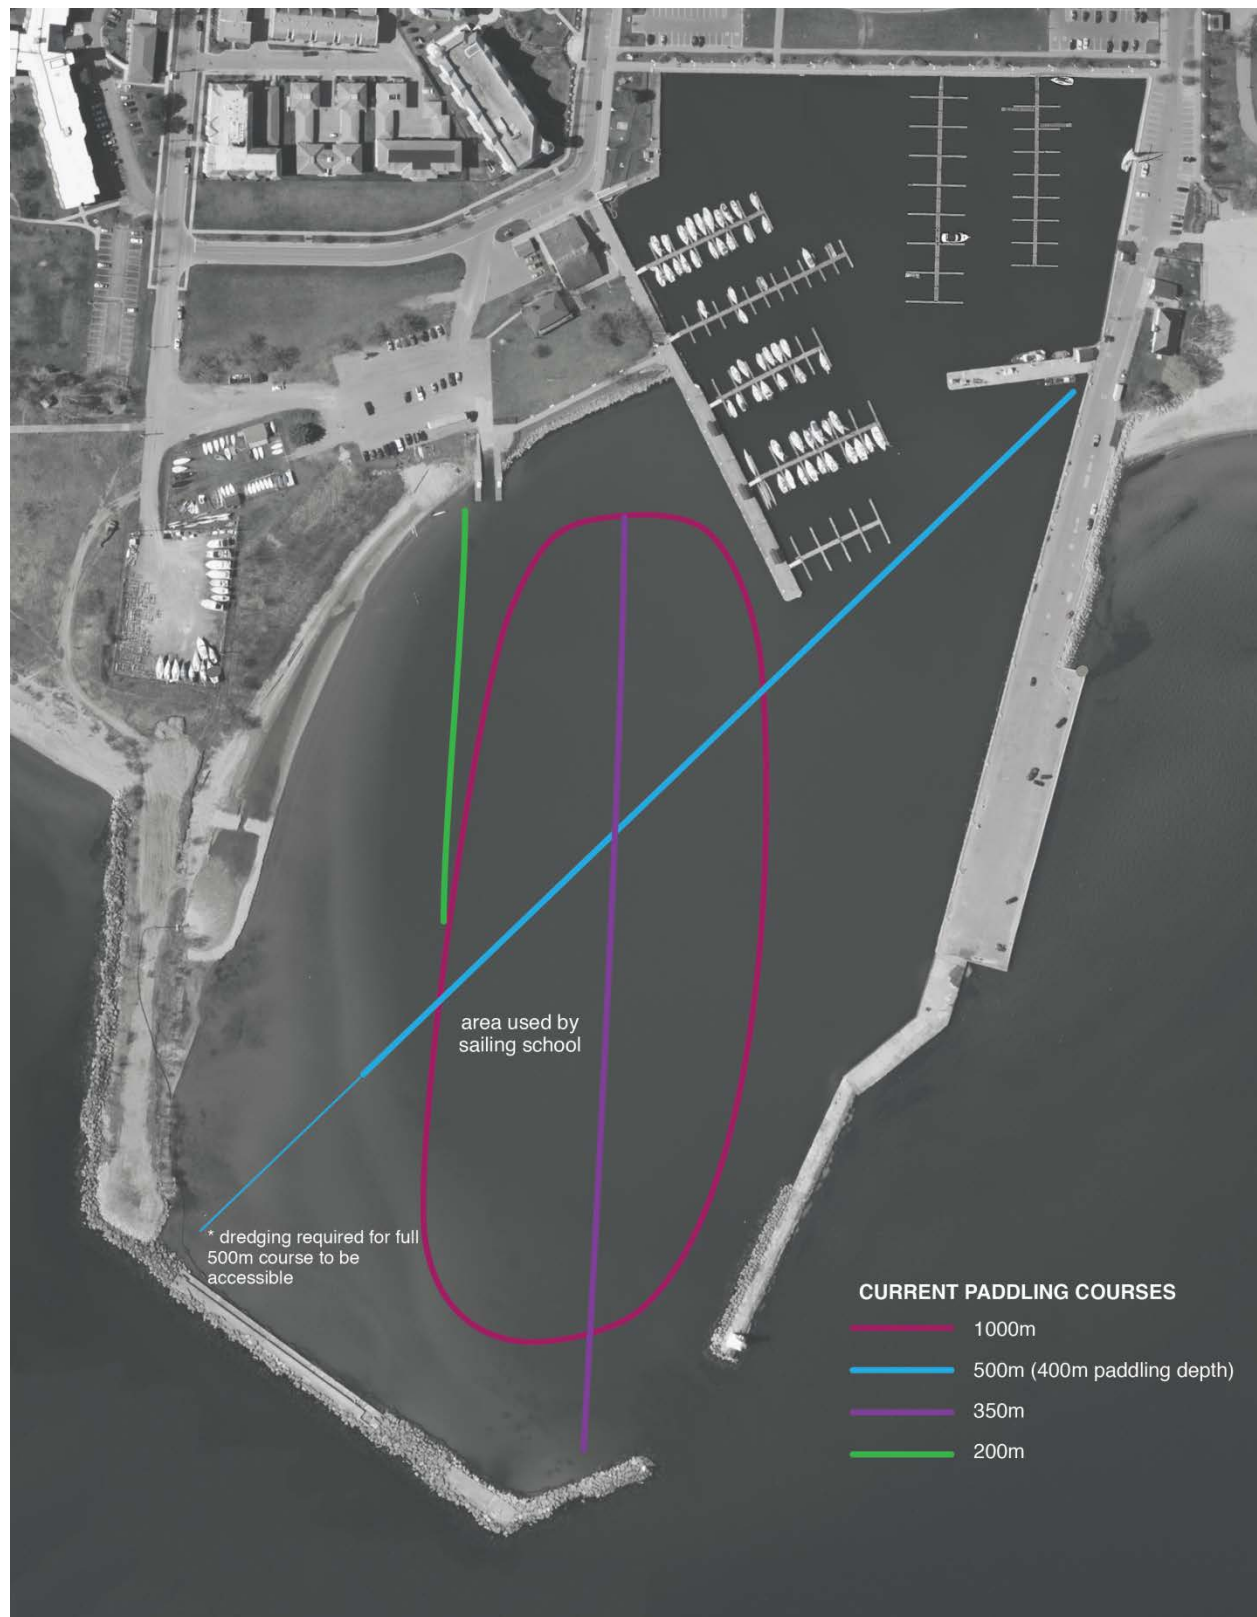 area used by
sailing school
* dredging required for full
500m course to be
accessible
CURRENT PADDLING COURSES
1000m
500m (400m paddling depth)
350m
200m